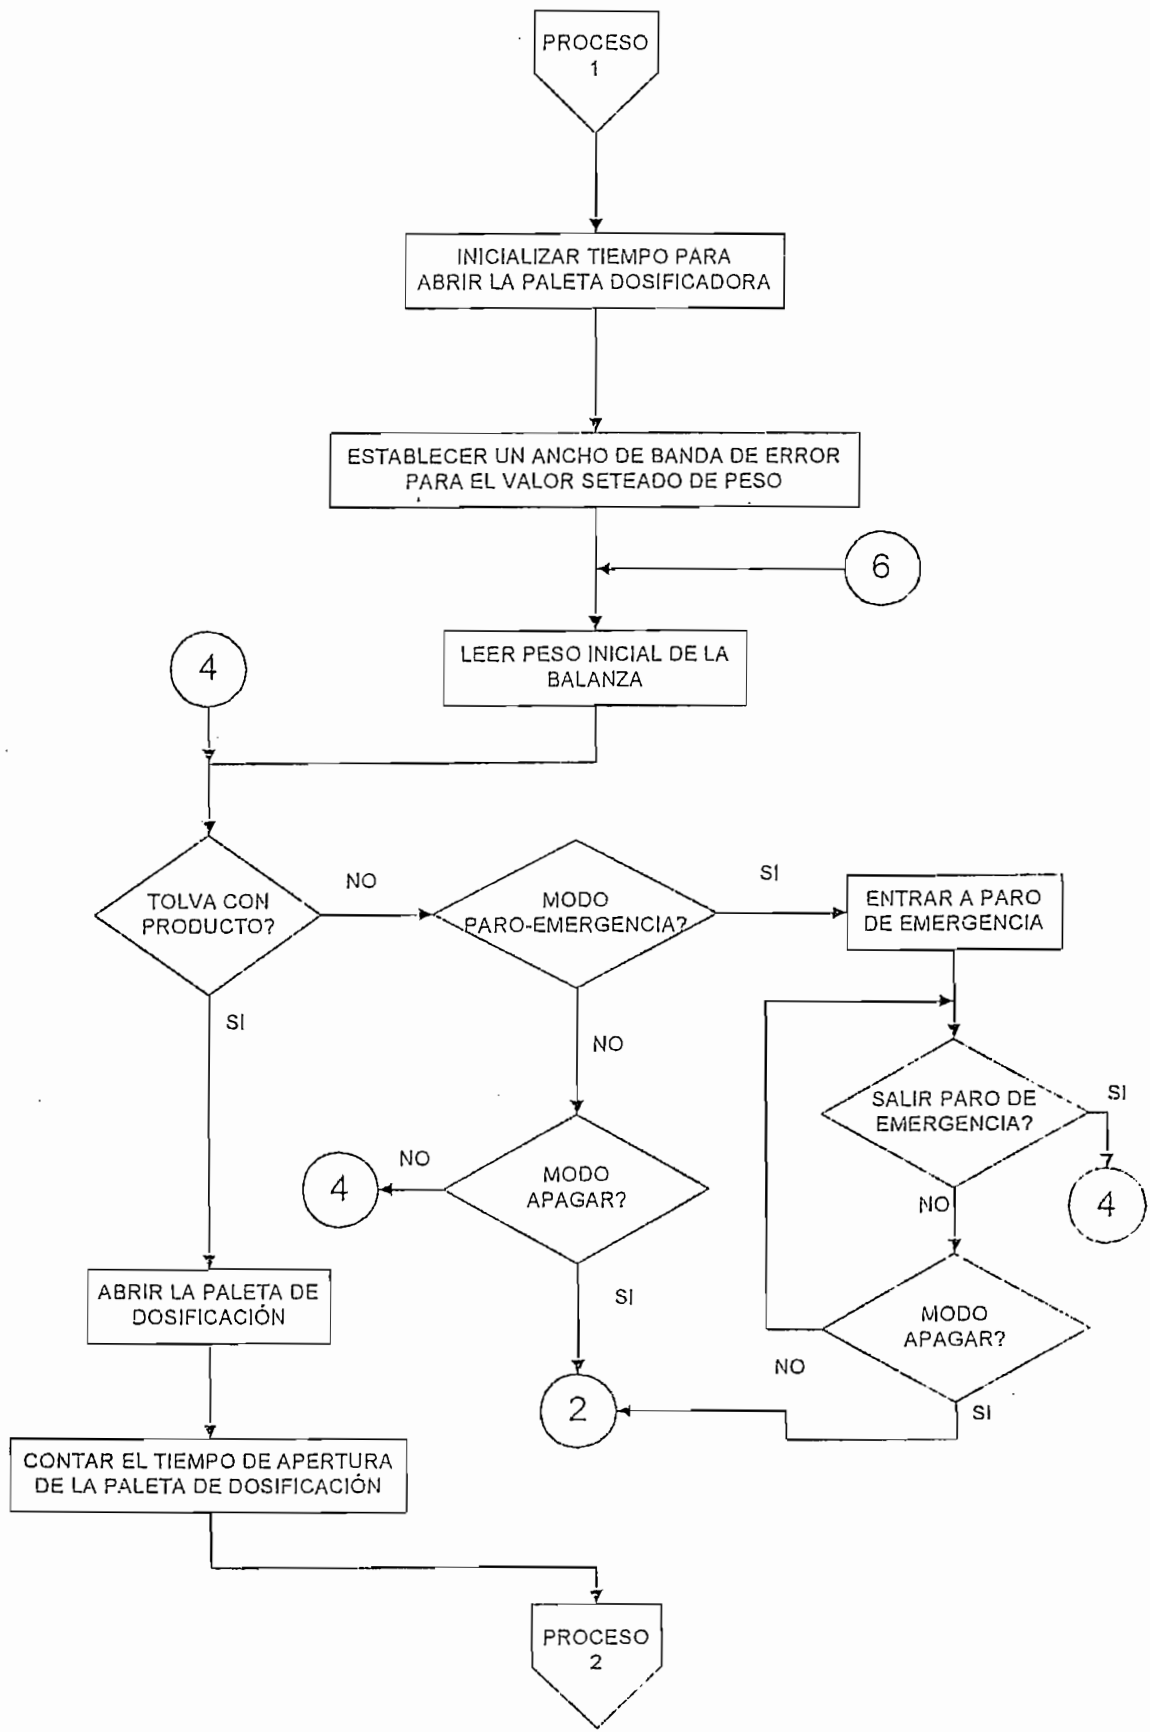 PROCESO
1
INICIALIZAR TIEMPO PARA
ABRIR LA PALETA DOSIFICADORA
ESTABLECER UN ANCHO DE BANDA DE ERROR
PARA EL VALOR SETEADO DE PESO
6
LEER PESO INICIAL DE LA
BALANZA
4
TOLVA CON
PRODUCTO?
NO
MODO
PARO-EMERGENCIA?
SI
ENTRAR A PARO
DE EMERGENCIA
SI
NO
SALIR PARO DE
EMERGENCIA?
SI
4
NO
MODO
APAGAR?
NO
4
SI
NO
MODO
APAGAR?
SI
2
ABRIR LA PALETA DE
DOSIFICACIÓN
CONTAR EL TIEMPO DE APERTURA
DE LA PALETA DE DOSIFICACIÓN
PROCESO
2